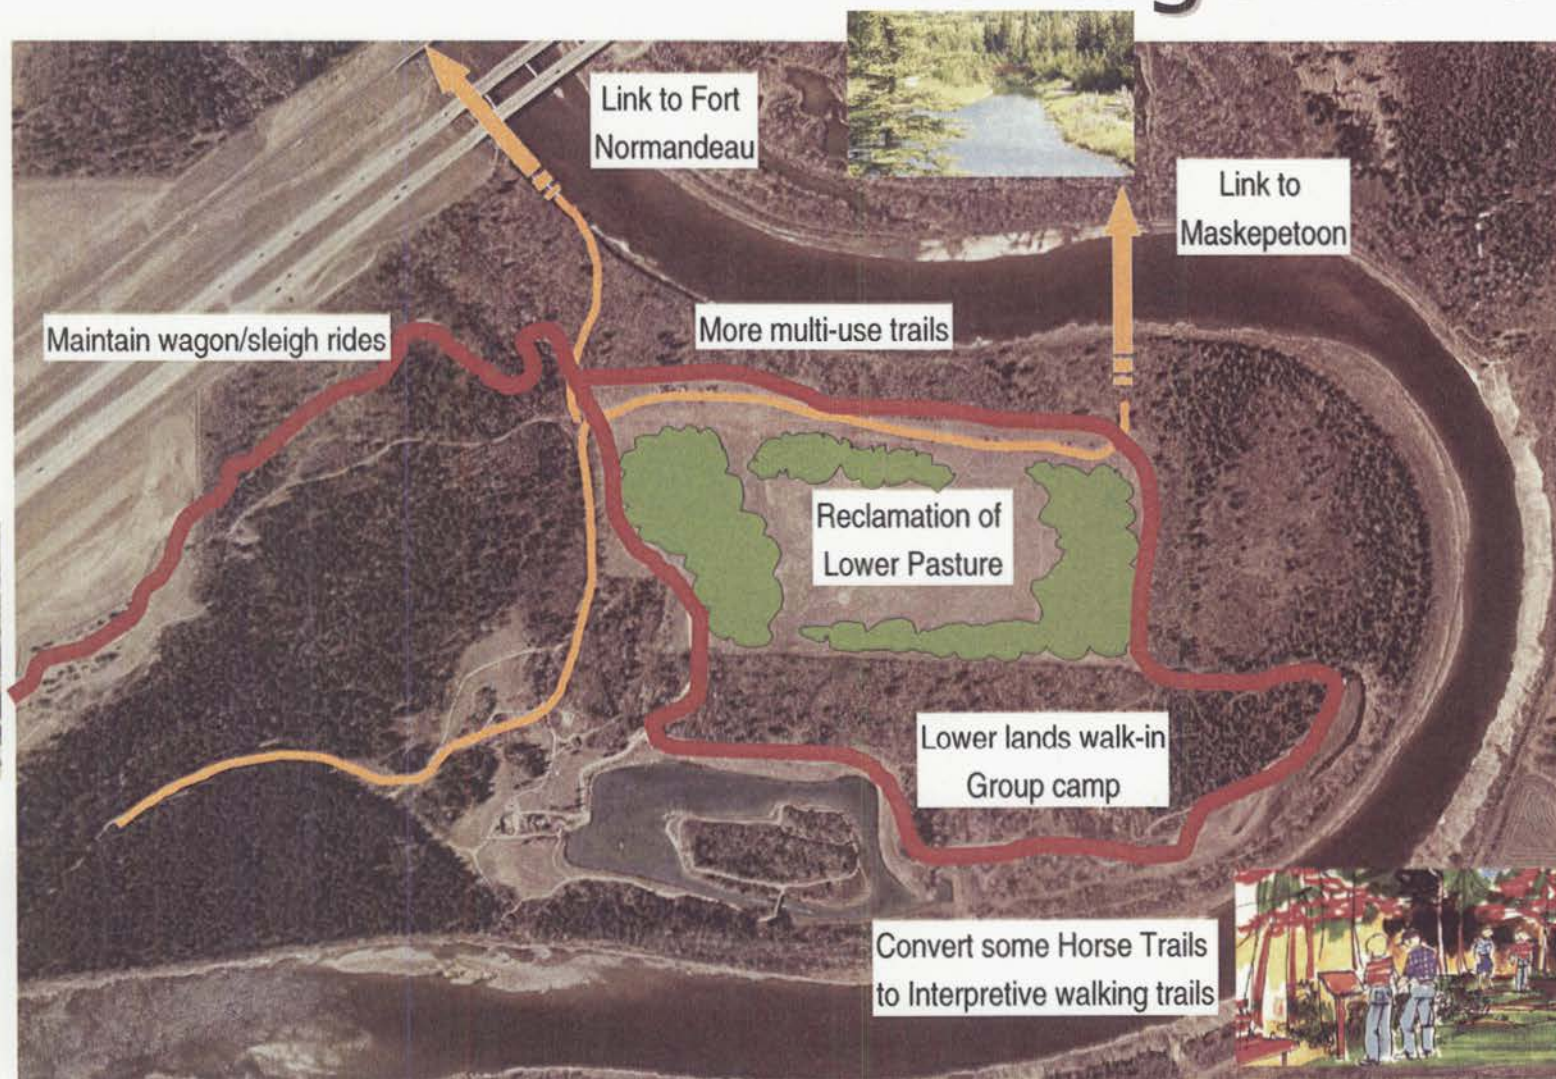 Link to Fort
Normandeau
Link to
Maskepetoon
Maintain wagon/sleigh rides
More multi-use trails
Reclamation of
Lower Pasture
Lower lands walk-in
Group camp
Convert some Horse Trails
to Interpretive walking trails